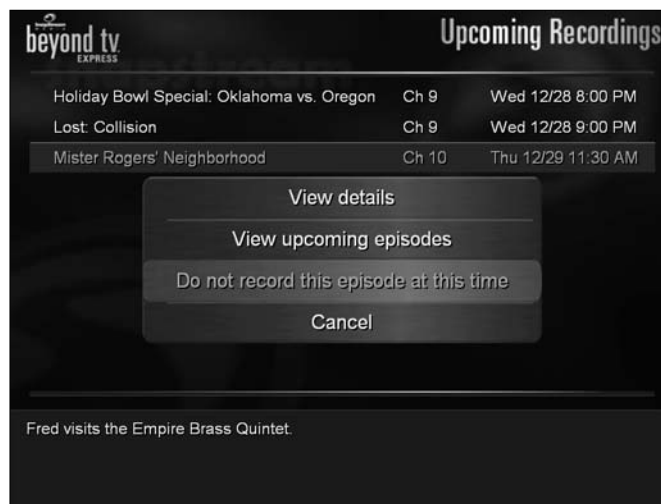 beyond tv
EXPRESS
Upcoming Recordings
Holiday Bowl Special: Oklahoma vs. Oregon Ch 9 Wed 12/28 8:00 PM
Lost: Collision Ch 9 Wed 12/28 9:00 PM
Mister Rogers' Neighborhood Ch 10 Thu 12/29 11:30 AM
View details
View upcoming episodes
Do not record this episode at this time
Cancel
Fred visits the Empire Brass Quintet.